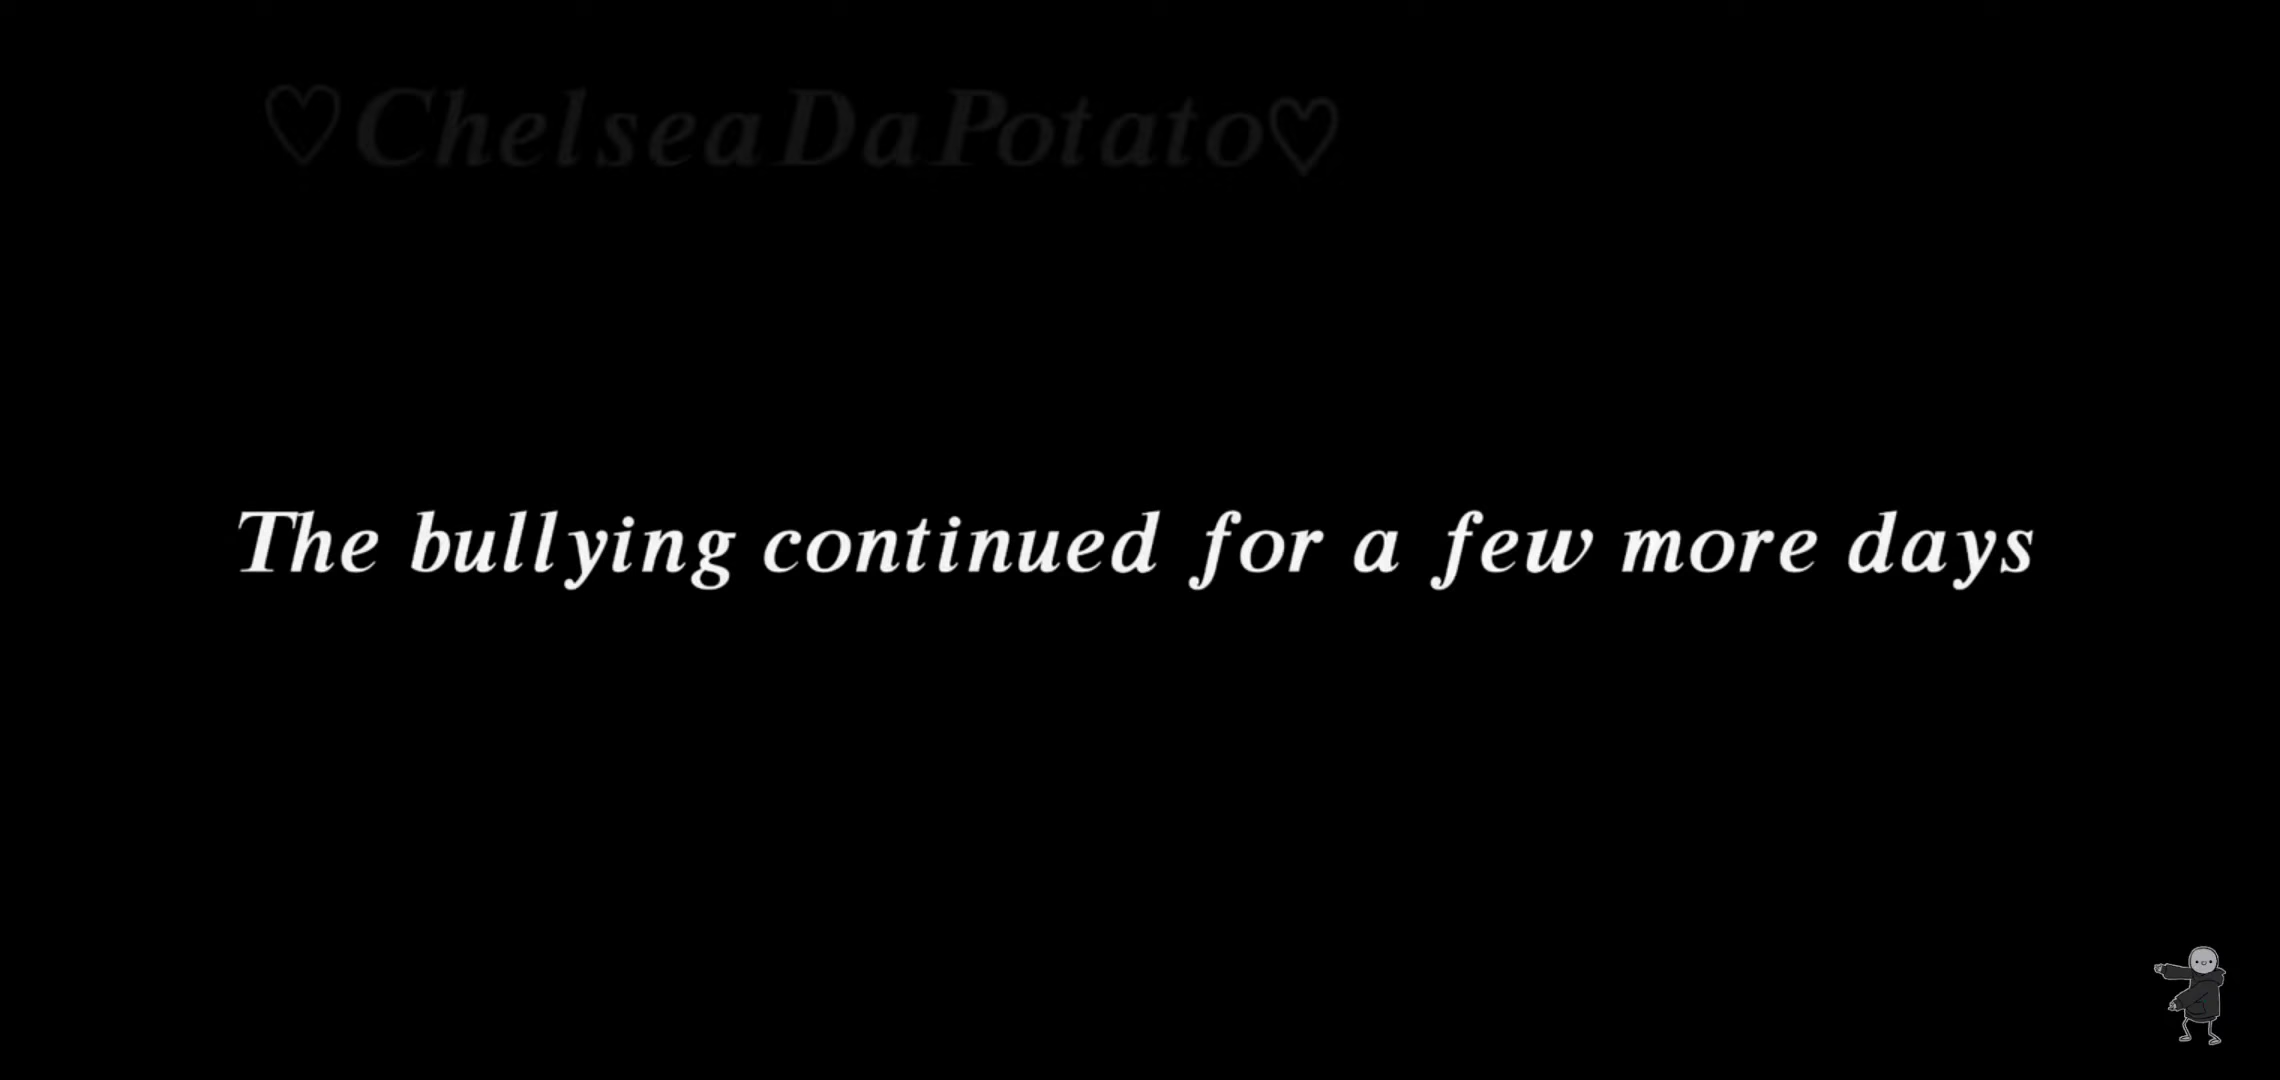 ♡ChelseaDaPotato♡
The bullying continued for a few more days